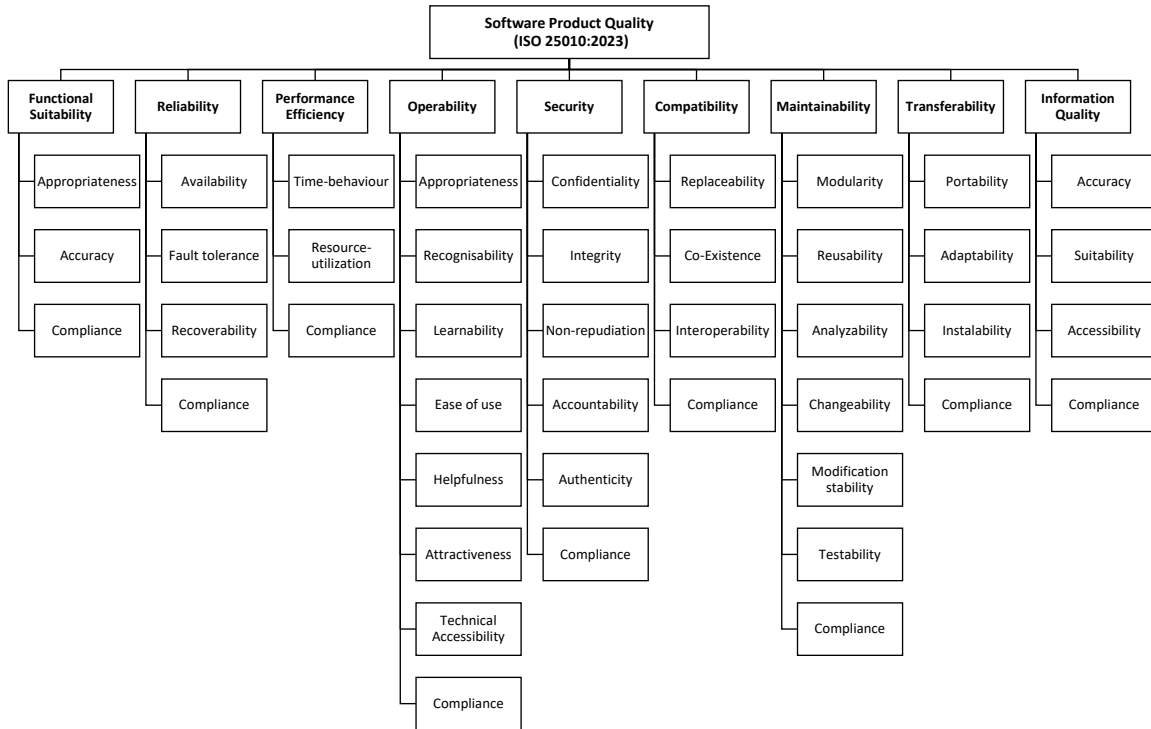 Software Product Quality
(ISO 25010:2023)
Functional
Suitability
Reliability
Performance
Efficiency
Operability
Security
Compatibility
Maintainability
Transferability
Information
Quality
Appropriateness
Accuracy
Compliance
Availability
Fault tolerance
Recoverability
Compliance
Time-behaviour
Resource-
utilization
Compliance
Appropriateness
Recognisability
Learnability
Ease of use
Helpfulness
Attractiveness
Technical
Accessibility
Compliance
Confidentiality
Integrity
Non-repudiation
Accountability
Authenticity
Compliance
Replaceability
Co-Existence
Interoperability
Compliance
Modularity
Reusability
Analyzability
Changeability
Modification
stability
Testability
Compliance
Portability
Adaptability
Instalability
Compliance
Accuracy
Suitability
Accessibility
Compliance